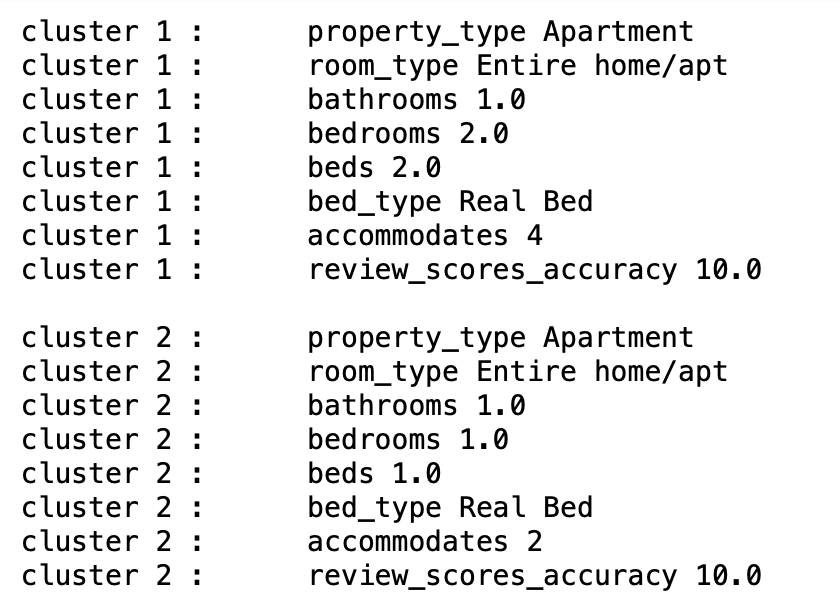 cluster 1 :      property_type Apartment
cluster 1 :      room_type Entire home/apt
cluster 1 :      bathrooms 1.0
cluster 1 :      bedrooms 2.0
cluster 1 :      beds 2.0
cluster 1 :      bed_type Real Bed
cluster 1 :      accommodates 4
cluster 1 :      review_scores_accuracy 10.0

cluster 2 :      property_type Apartment
cluster 2 :      room_type Entire home/apt
cluster 2 :      bathrooms 1.0
cluster 2 :      bedrooms 1.0
cluster 2 :      beds 1.0
cluster 2 :      bed_type Real Bed
cluster 2 :      accommodates 2
cluster 2 :      review_scores_accuracy 10.0